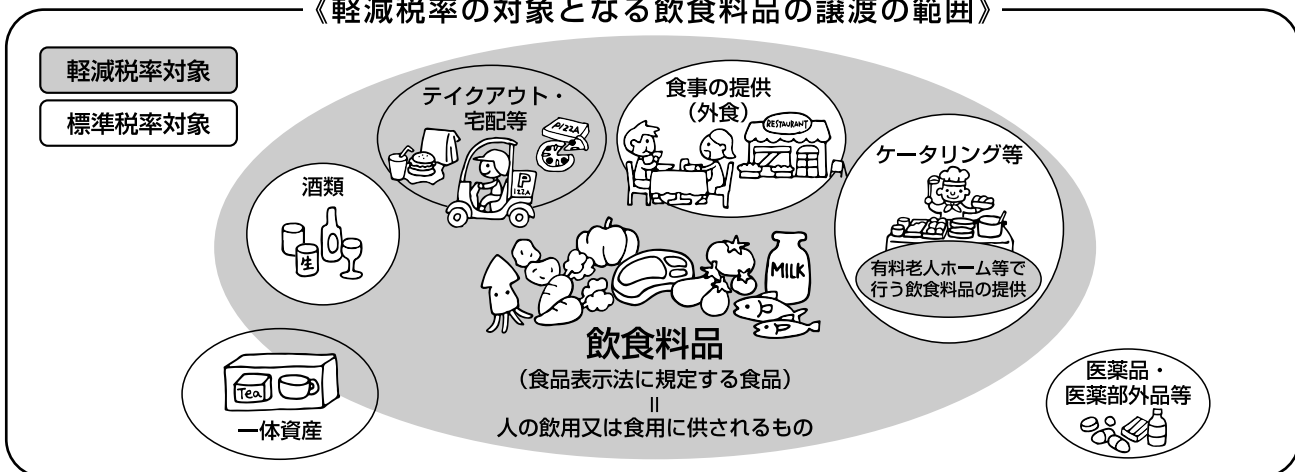 《軽減税率の対象となる飲食料品の譲渡の範囲》
軽減税率対象
標準税率対象
テイクアウト・
宅配等
PIZZA
P
IZZA
食事の提供
（外食）
RESTAURANT
ケータリング等
有料老人ホーム等で
行う飲食料品の提供
酒類
生
MILK
飲食料品
（食品表示法に規定する食品）
＝
人の飲用又は食用に供されるもの
Tea
一体資産
医薬品・
医薬部外品等